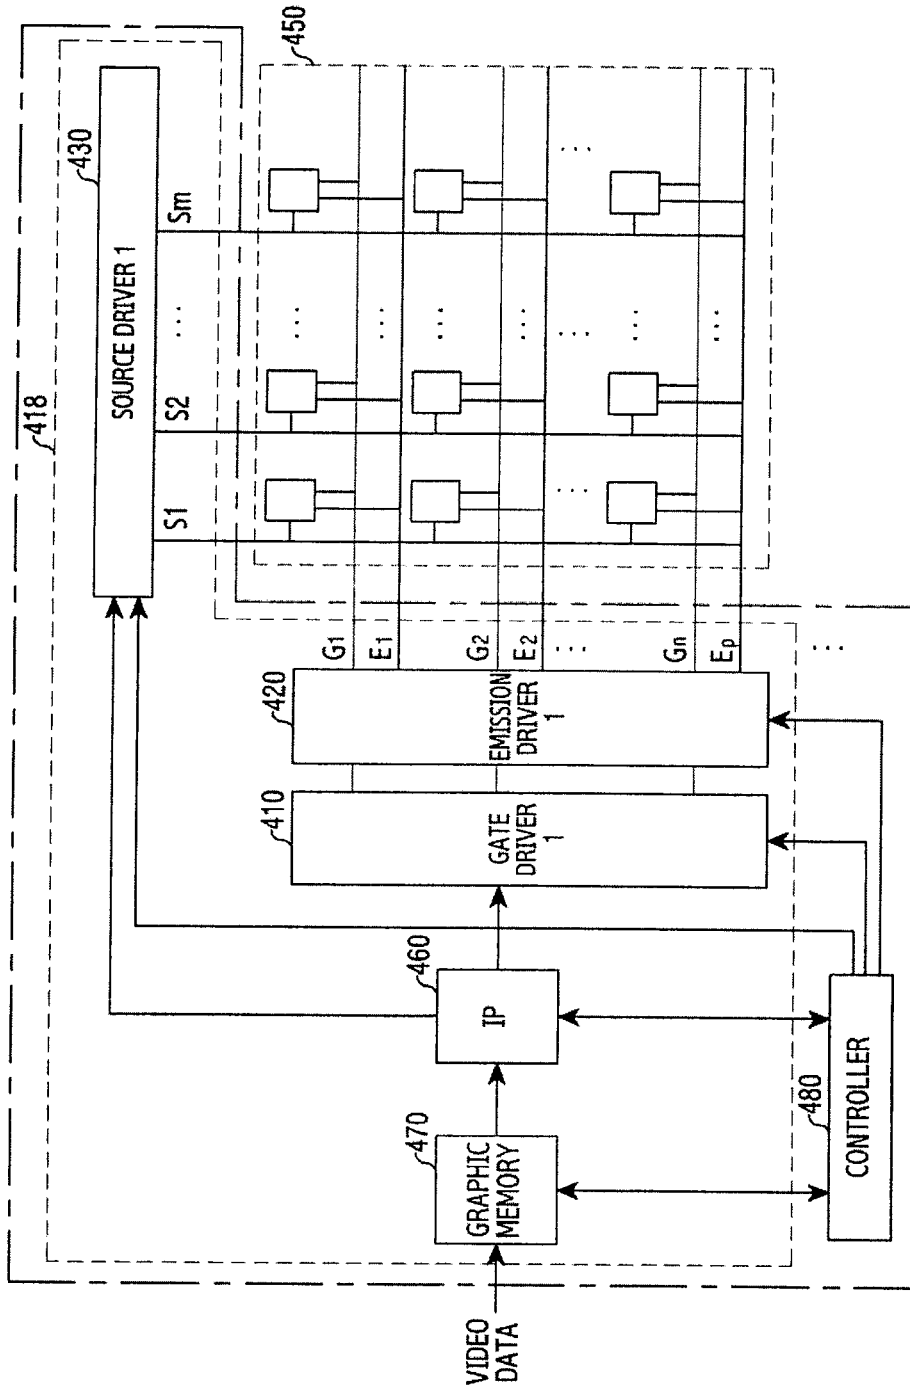 418
430
SOURCE DRIVER 1
450
S1
S2
...
Sm
420
EMISSION
DRIVER
1
410
GATE
DRIVER
1
G1
E1
G2
E2
...
Gn
Ep
...
...
...
...
...
...
...
...
...
...
...
460
IP
470
GRAPHIC
MEMORY
480
CONTROLLER
VIDEO
DATA